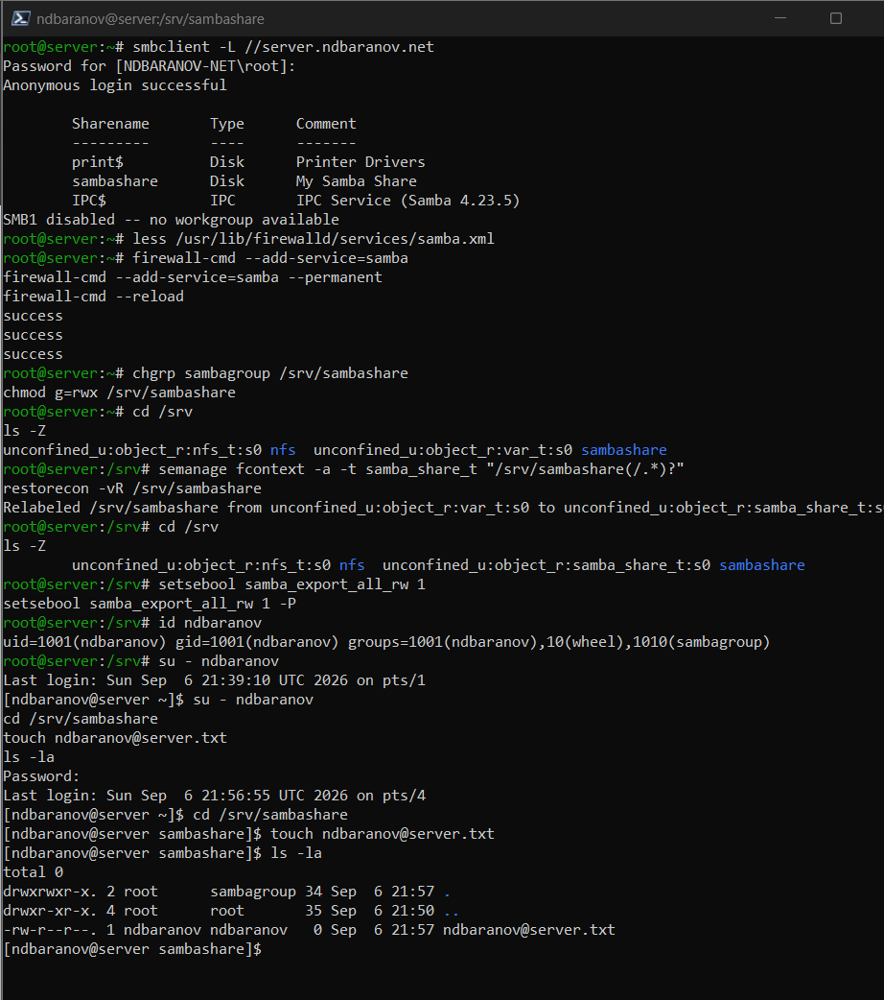 ndbaranov@server:/srv/sambashare
root@server:~# smbclient -L //server.ndbaranov.net
Password for [NDBARANOV-NET\root]:
Anonymous login successful
        Sharename       Type      Comment
        ---------       ----      -------
        print$          Disk      Printer Drivers
        sambashare      Disk      My Samba Share
        IPC$            IPC       IPC Service (Samba 4.23.5)
SMB1 disabled -- no workgroup available
root@server:~# less /usr/lib/firewalld/services/samba.xml
root@server:~# firewall-cmd --add-service=samba
firewall-cmd --add-service=samba --permanent
firewall-cmd --reload
success
success
success
root@server:~# chgrp sambagroup /srv/sambashare
chmod g=rwx /srv/sambashare
root@server:~# cd /srv
ls -Z
unconfined_u:object_r:nfs_t:s0 nfs  unconfined_u:object_r:var_t:s0 sambashare
root@server:/srv# semanage fcontext -a -t samba_share_t "/srv/sambashare(/.*)?"
restorecon -vR /srv/sambashare
Relabeled /srv/sambashare from unconfined_u:object_r:var_t:s0 to unconfined_u:object_r:samba_share_t:s
root@server:/srv# cd /srv
ls -Z
        unconfined_u:object_r:nfs_t:s0 nfs  unconfined_u:object_r:samba_share_t:s0 sambashare
root@server:/srv# setsebool samba_export_all_rw 1
setsebool samba_export_all_rw 1 -P
root@server:/srv# id ndbaranov
uid=1001(ndbaranov) gid=1001(ndbaranov) groups=1001(ndbaranov),10(wheel),1010(sambagroup)
root@server:/srv# su - ndbaranov
Last login: Sun Sep  6 21:39:10 UTC 2026 on pts/1
[ndbaranov@server ~]$ su - ndbaranov
cd /srv/sambashare
touch ndbaranov@server.txt
ls -la
Password:
Last login: Sun Sep  6 21:56:55 UTC 2026 on pts/4
[ndbaranov@server ~]$ cd /srv/sambashare
[ndbaranov@server sambashare]$ touch ndbaranov@server.txt
[ndbaranov@server sambashare]$ ls -la
total 0
drwxrwxr-x. 2 root      sambagroup 34 Sep  6 21:57 .
drwxr-xr-x. 4 root      root       35 Sep  6 21:50 ..
-rw-r--r--. 1 ndbaranov ndbaranov   0 Sep  6 21:57 ndbaranov@server.txt
[ndbaranov@server sambashare]$